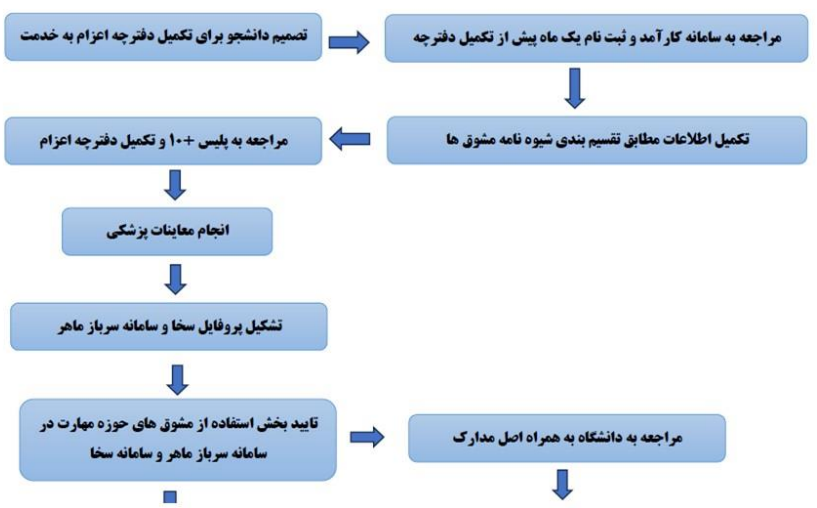 تصمیم دانشجو برای تکمیل دفترچه اعزام به خدمت
مراجعه به سامانه کارآمد و ثبت نام یک ماه پیش از تکمیل دفترچه
تکمیل اطلاعات مطابق تقسیم بندی شیوه نامه مشوق ها
مراجعه به پلیس +۱۰ و تکمیل دفترچه اعزام
انجام معاینات پزشکی
تشکیل پروفایل سخا و سامانه سرباز ماهر
تایید بخش استفاده از مشوق های حوزه مهارت در
سامانه سرباز ماهر و سامانه سخا
مراجعه به دانشگاه به همراه اصل مدارک